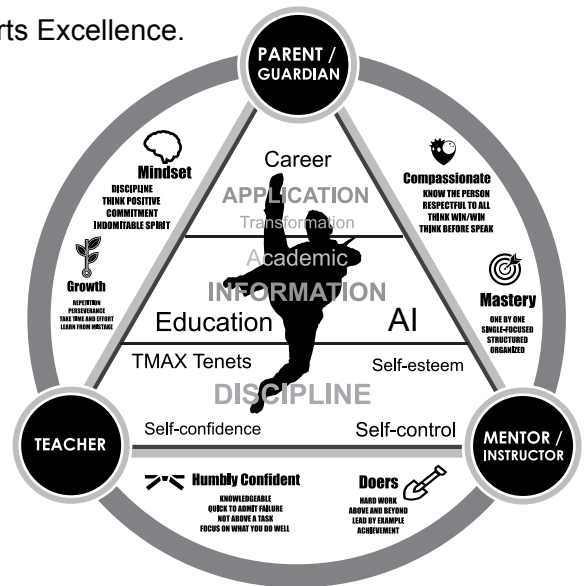 rts Excellence.
PARENT /
GUARDIAN
Mindset
DISCIPLINE
THINK POSITIVE
COMMITMENT
INDOMITABLE SPIRIT
Growth
REPETITION
PERSEVERANCE
TAKE TIME AND EFFORT
LEARN FROM MISTAKE
Career
APPLICATION
Transformation
Academic
INFORMATION
Education
AI
TMAX Tenets
Self-esteem
DISCIPLINE
Self-confidence
Self-control
Compassionate
KNOW THE PERSON
RESPECTFUL TO ALL
THINK WIN/WIN
THINK BEFORE SPEAK
Mastery
ONE BY ONE
SINGLE-FOCUSED
STRUCTURED
ORGANIZED
TEACHER
MENTOR /
INSTRUCTOR
Humbly Confident
KNOWLEDGEABLE
QUICK TO ADMIT FAILURE
NOT ABOVE A TASK
FOCUS ON WHAT YOU DO WELL
Doers
HARD WORK
ABOVE AND BEYOND
LEAD BY EXAMPLE
ACHIEVEMENT